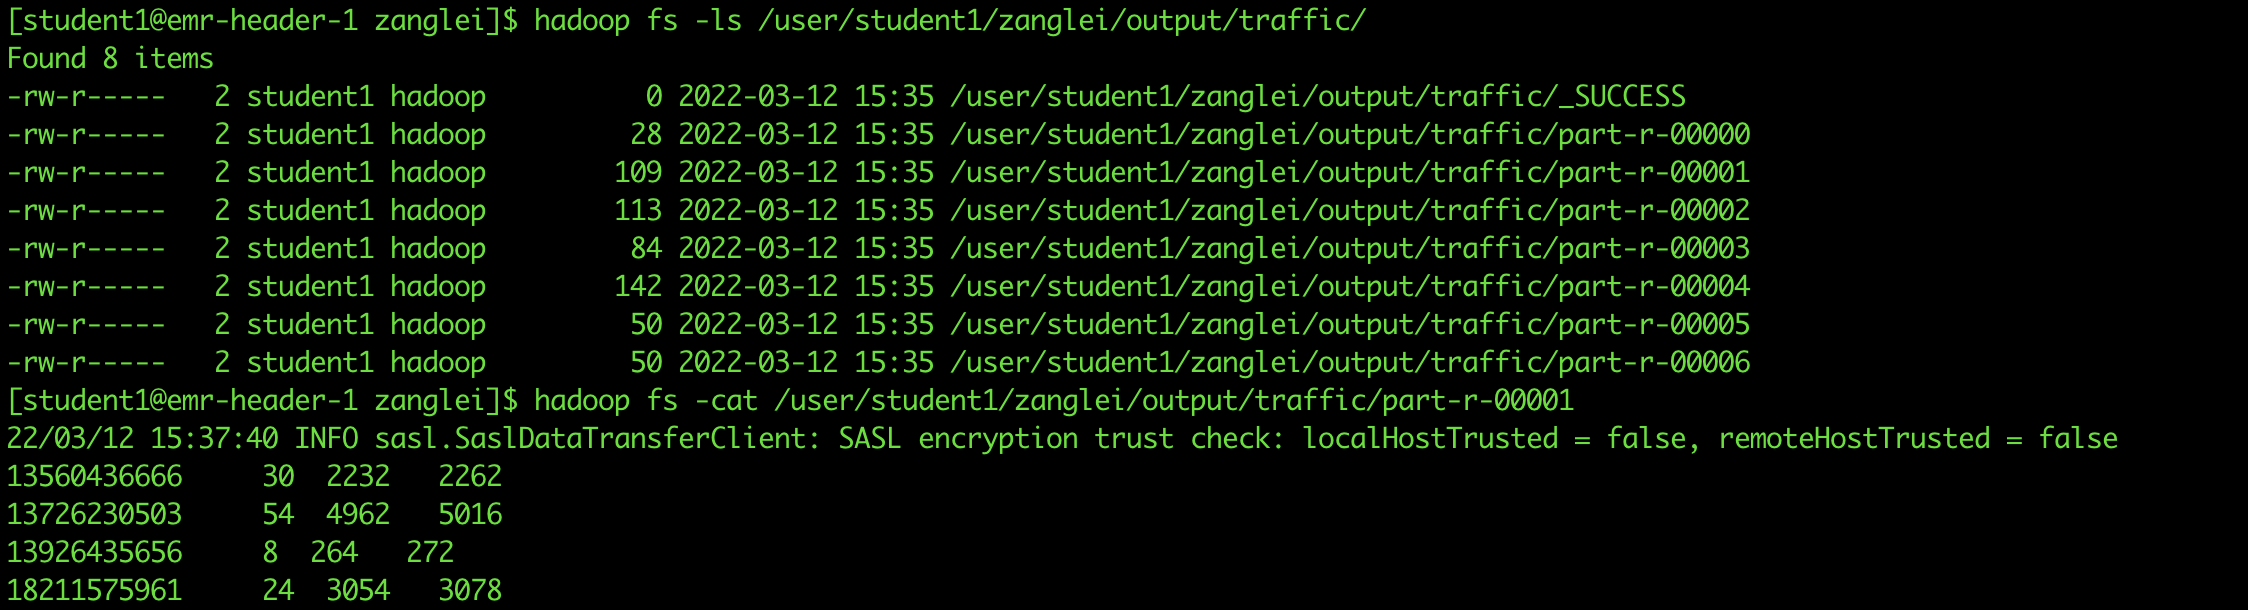 [student1@emr-header-1 zanglei]$ hadoop fs -ls /user/student1/zanglei/output/traffic/
Found 8 items
-rw-r-----   2 student1 hadoop          0 2022-03-12 15:35 /user/student1/zanglei/output/traffic/_SUCCESS
-rw-r-----   2 student1 hadoop         28 2022-03-12 15:35 /user/student1/zanglei/output/traffic/part-r-00000
-rw-r-----   2 student1 hadoop        109 2022-03-12 15:35 /user/student1/zanglei/output/traffic/part-r-00001
-rw-r-----   2 student1 hadoop        113 2022-03-12 15:35 /user/student1/zanglei/output/traffic/part-r-00002
-rw-r-----   2 student1 hadoop         84 2022-03-12 15:35 /user/student1/zanglei/output/traffic/part-r-00003
-rw-r-----   2 student1 hadoop        142 2022-03-12 15:35 /user/student1/zanglei/output/traffic/part-r-00004
-rw-r-----   2 student1 hadoop         50 2022-03-12 15:35 /user/student1/zanglei/output/traffic/part-r-00005
-rw-r-----   2 student1 hadoop         50 2022-03-12 15:35 /user/student1/zanglei/output/traffic/part-r-00006
[student1@emr-header-1 zanglei]$ hadoop fs -cat /user/student1/zanglei/output/traffic/part-r-00001
22/03/12 15:37:40 INFO sasl.SaslDataTransferClient: SASL encryption trust check: localHostTrusted = false, remoteHostTrusted = false
13560436666     30  2232   2262
13726230503     54  4962   5016
13926435656     8  264   272
18211575961     24  3054   3078